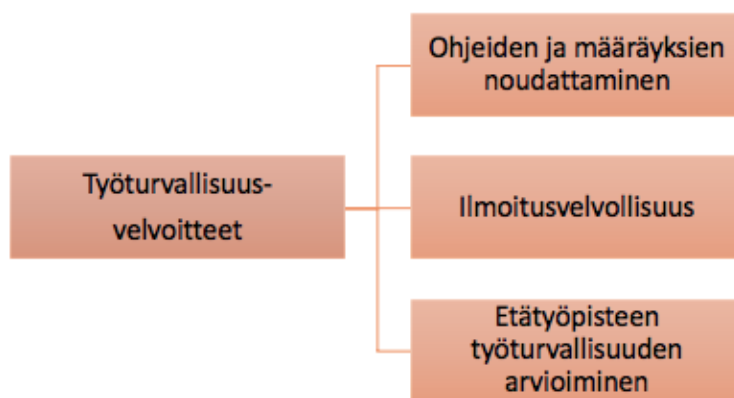 Työturvallisuus-
velvoitteet
Ohjeiden ja määräyksien
noudattaminen
Ilmoitusvelvollisuus
Etätyöpisteen
työturvallisuuden
arvioiminen